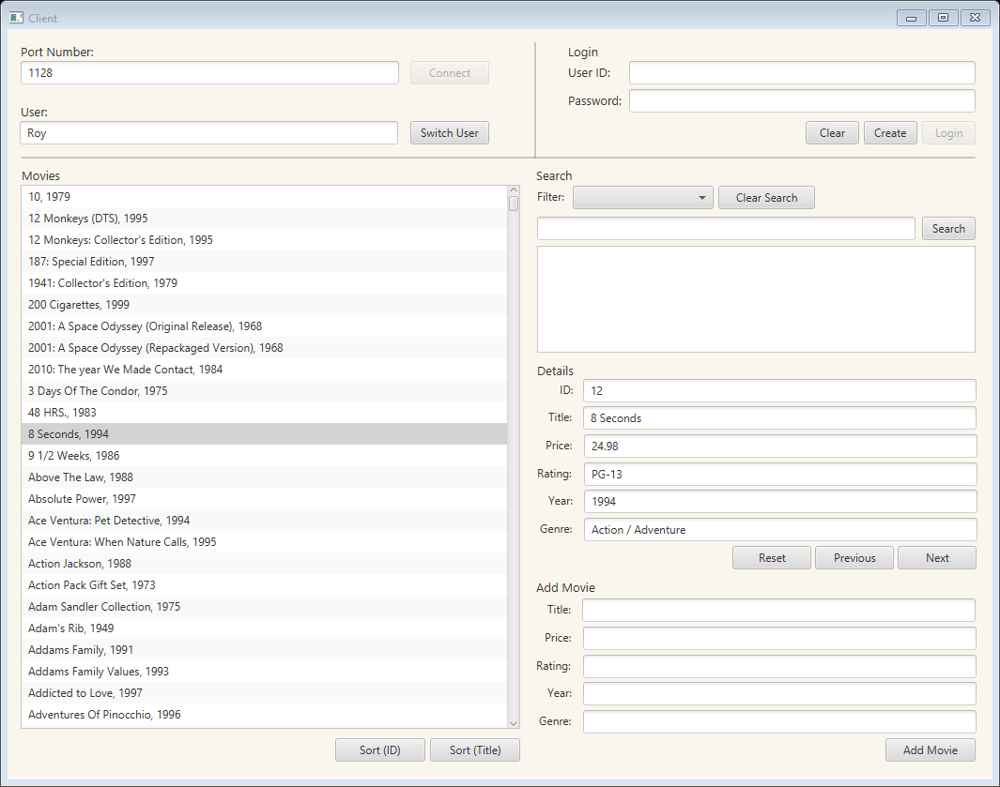 Client
Port Number:
1128
Connect
User:
Roy
Switch User
Login
User ID:
Password:
Clear
Create
Login
Movies
10, 1979
12 Monkeys (DTS), 1995
12 Monkeys: Collector's Edition, 1995
187: Special Edition, 1997
1941: Collector's Edition, 1979
200 Cigarettes, 1999
2001: A Space Odyssey (Original Release), 1968
2001: A Space Odyssey (Repackaged Version), 1968
2010: The year We Made Contact, 1984
3 Days Of The Condor, 1975
48 HRS., 1983
8 Seconds, 1994
9 1/2 Weeks, 1986
Above The Law, 1988
Absolute Power, 1997
Ace Ventura: Pet Detective, 1994
Ace Ventura: When Nature Calls, 1995
Action Jackson, 1988
Action Pack Gift Set, 1973
Adam Sandler Collection, 1975
Adam's Rib, 1949
Addams Family, 1991
Addams Family Values, 1993
Addicted to Love, 1997
Adventures Of Pinocchio, 1996
Sort (ID)
Sort (Title)
Search
Filter:
Clear Search
Search
Details
ID: 12
Title: 8 Seconds
Price: 24.98
Rating: PG-13
Year: 1994
Genre: Action / Adventure
Reset
Previous
Next
Add Movie
Title:
Price:
Rating:
Year:
Genre:
Add Movie